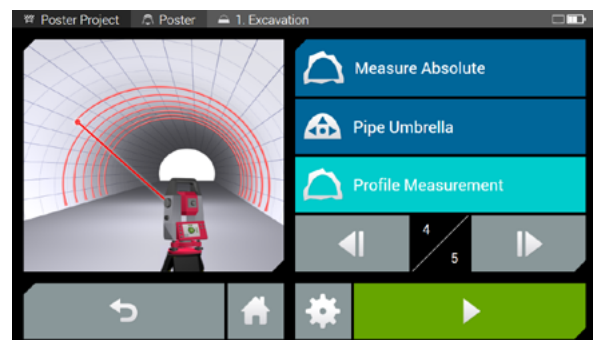 Poster Project Poster 1. Excavation
Measure Absolute
Pipe Umbrella
Profile Measurement
4
5